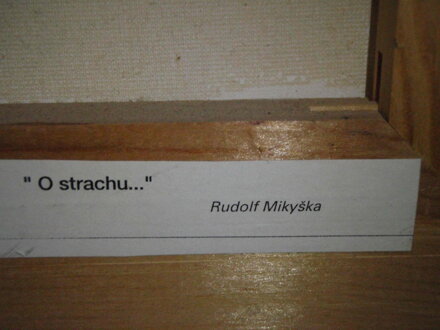 " O strachu..."
Rudolf Mikyška